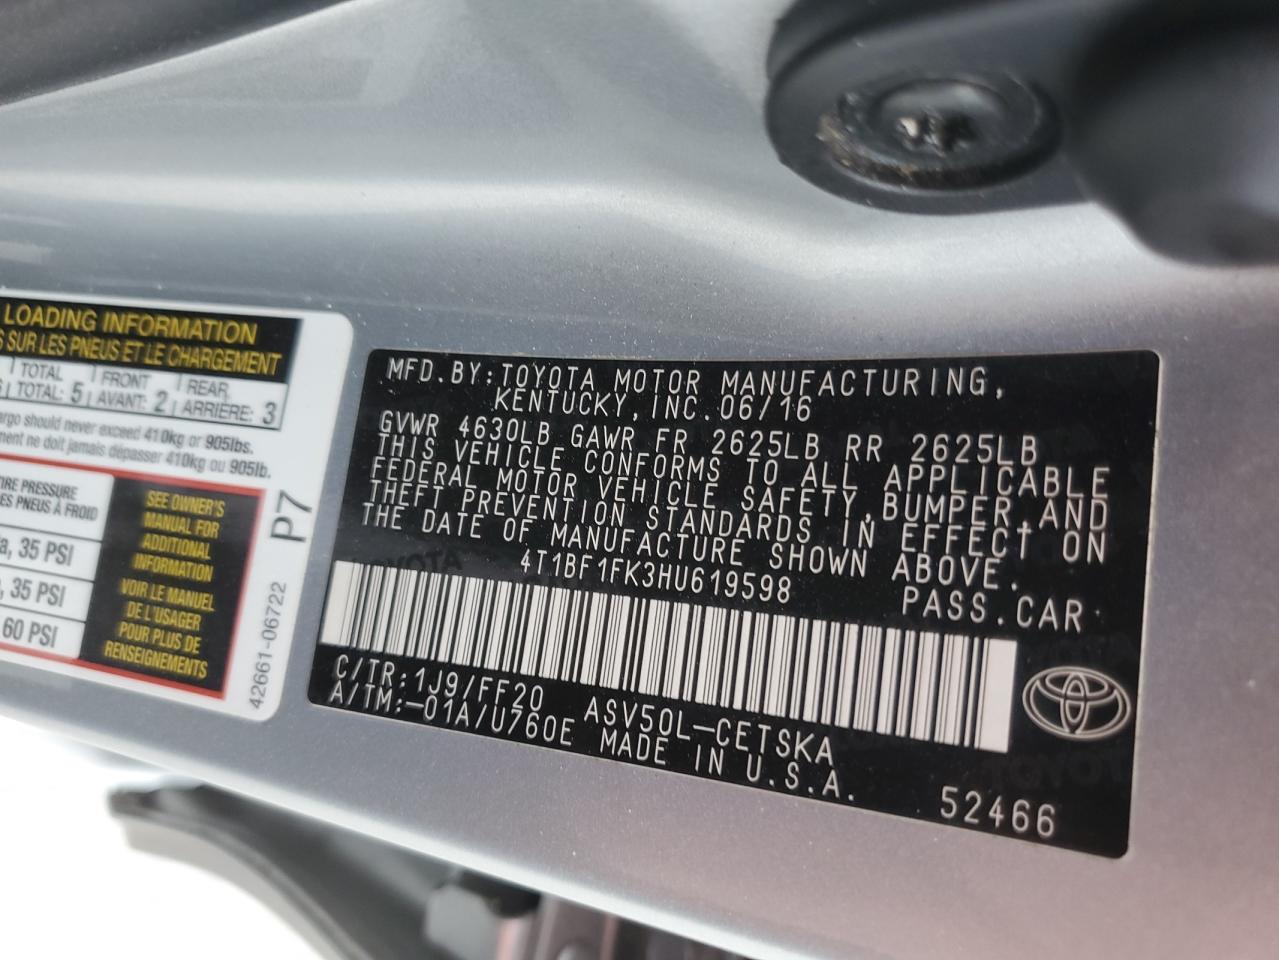 LOADING INFORMATION
SUR LES PNEUS ET LE CHARGEMENT
TOTAL FRONT REAR
TOTAL: 5 AVANT: 2 ARRIÈRE: 3
should never exceed 410kg or 905lbs.
ne doit jamais dépasser 410kg ou 905lb.
PRESSURE
PNEUS À FROID
35 PSI
35 PSI
60 PSI
SEE OWNER'S
MANUAL FOR
ADDITIONAL
INFORMATION
VOIR LE MANUEL
DE L'USAGER
POUR PLUS DE
RENSEIGNEMENTS
P7
42661-06722
MFD.BY:TOYOTA MOTOR MANUFACTURING,
KENTUCKY, INC.06/16
GVWR 4630LB GAWR FR 2625LB RR 2625LB
THIS VEHICLE CONFORMS TO ALL APPLICABLE
FEDERAL MOTOR VEHICLE SAFETY,BUMPER,AND
THEFT PREVENTION STANDARDS IN EFFECT ON
THE DATE OF MANUFACTURE SHOWN ABOVE.
4T1BF1FK3HU619598 PASS.CAR
C/TR:1J9/FF20 ASV50L-CETSKA
A/TM:-01A/U760E MADE IN U.S.A.
52466